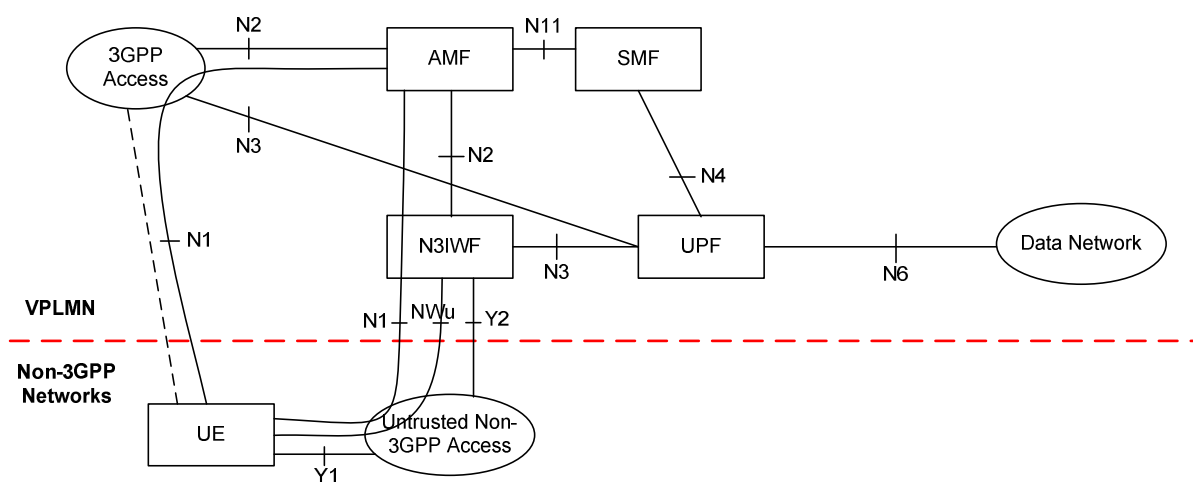 N2
3GPP
Access
AMF
N11
SMF
N3
N2
N4
N1
N3IWF
N3
UPF
N6
Data Network
VPLMN
N1
NWu
Y2
Non-3GPP
Networks
UE
Untrusted Non-
3GPP Access
Y1